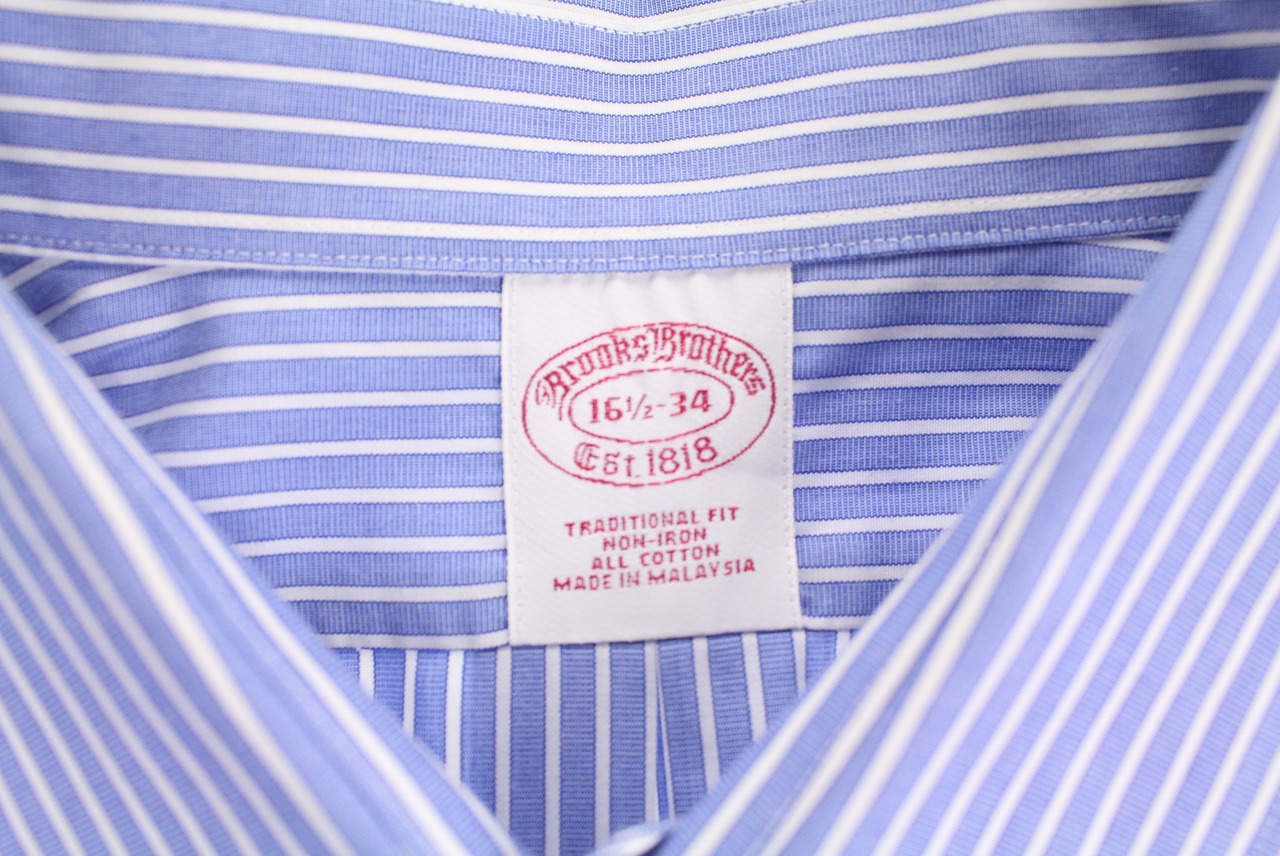 Brooks Brothers
16½-34
Est. 1818
TRADITIONAL FIT
NON-IRON
ALL COTTON
MADE IN MALAYSIA